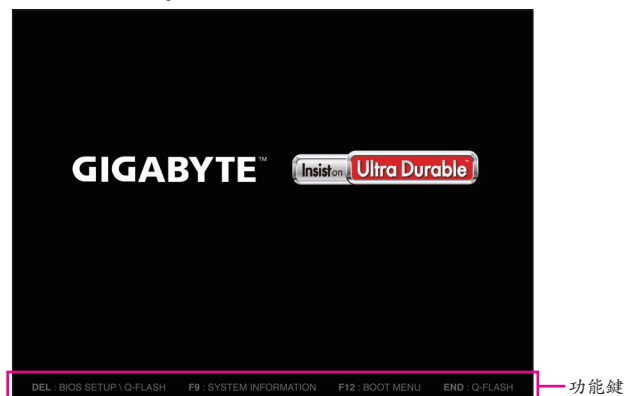 GIGABYTE™ Insist on Ultra Durable™
DEL : BIOS SETUP \ Q-FLASH F9 : SYSTEM INFORMATION F12 : BOOT MENU END : Q-FLASH 功能鍵